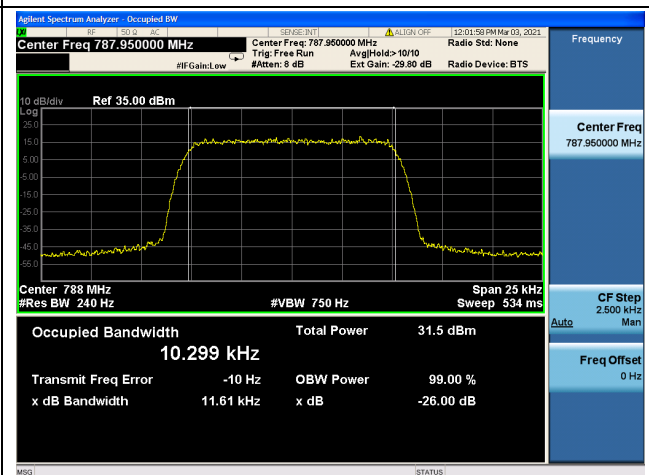 Agilent Spectrum Analyzer - Occupied BW
RF 50 Ω AC SENSE:INT ALIGN OFF 12:01:59 PM Mar 03, 2021
Center Freq 787.950000 MHz
Center Freq: 787.950000 MHz
Radio Std: None
Trig: Free Run Avg|Hold:>10/10
#IFGain:Low #Atten: 8 dB Ext Gain: -29.80 dB Radio Device: BTS
10 dB/div Ref 35.00 dBm
Log
25.0
15.0
5.00
-5.00
-15.0
-25.0
-35.0
-45.0
-55.0
Center 788 MHz Span 25 kHz
#Res BW 240 Hz #VBW 750 Hz Sweep 534 ms
Occupied Bandwidth Total Power 31.5 dBm
10.299 kHz
Transmit Freq Error -10 Hz OBW Power 99.00 %
x dB Bandwidth 11.61 kHz x dB -26.00 dB
MSG STATUS
Frequency
Center Freq
787.950000 MHz
CF Step
2.500 kHz
Auto Man
Freq Offset
0 Hz